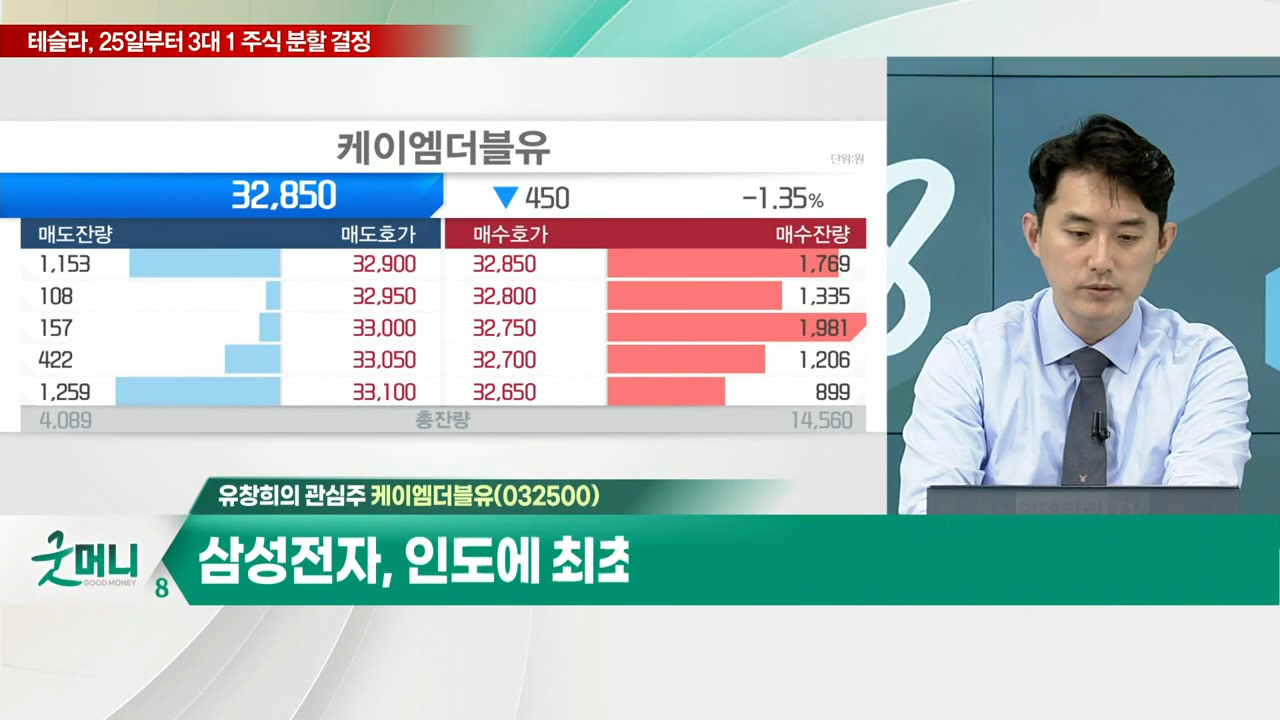 테슬라, 25일부터 3대 1 주식 분할 결정
케이엠더블유
단위:원
32,850 ▼ 450 -1.35%
매도잔량 매도호가 매수호가 매수잔량
1,153 32,900 32,850 1,769
108 32,950 32,800 1,335
157 33,000 32,750 1,981
422 33,050 32,700 1,206
1,259 33,100 32,650 899
4,089 총잔량 14,560
유창희의 관심주 케이엠더블유(032500)
굿머니
GOOD MONEY
8
삼성전자, 인도에 최초